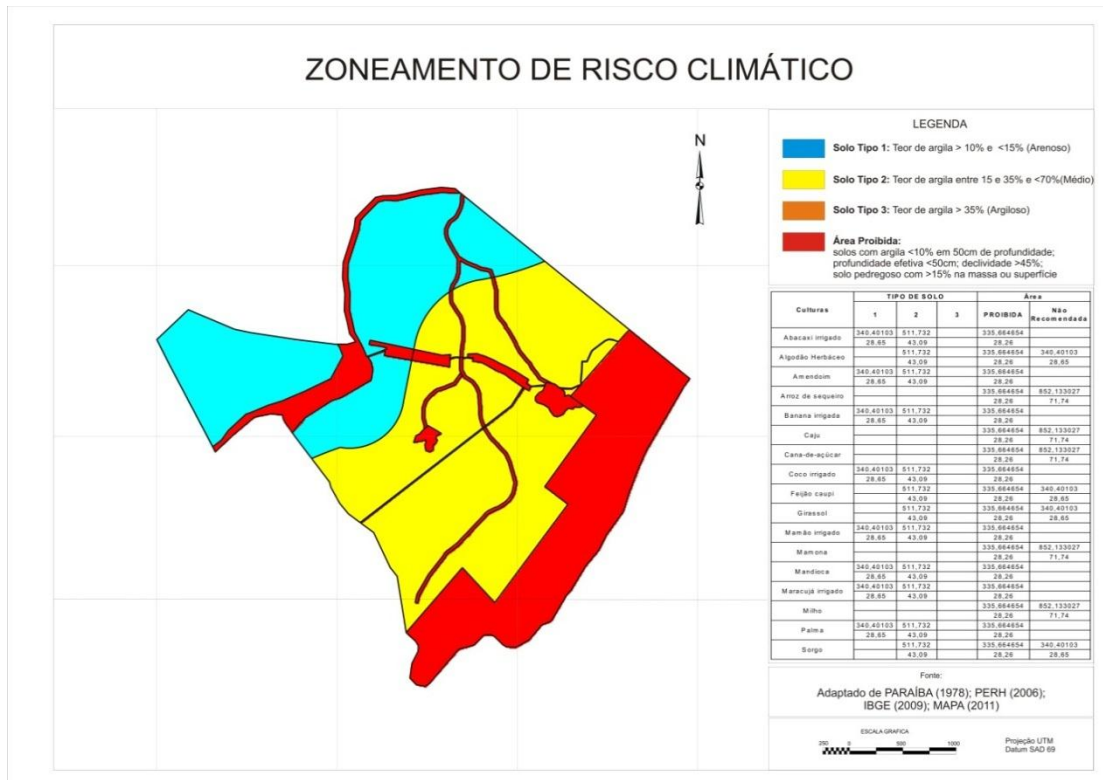 ZONEAMENTO DE RISCO CLIMÁTICO
N
LEGENDA
Solo Tipo 1: Teor de argila > 10% e <15% (Arenoso)
Solo Tipo 2: Teor de argila entre 15 e 35% e <70%(Médio)
Solo Tipo 3: Teor de argila > 35% (Argiloso)
Área Proibida:
solos com argila <10% em 50cm de profundidade;
profundidade efetiva <50cm; declividade >45%;
solo pedregoso com >15% na massa ou superfície
Culturas TIPO DE SOLO Área
1 2 3 PROIBIDA Não Recomendada
Abacaxi irrigado 340,40103 511,732 335,664654
28,65 43,09 28,26
Algodão Herbáceo 511,732 335,664654 340,40103
43,09 28,26 28,65
Amendoim 340,40103 511,732 335,664654
28,65 43,09 28,26
Arroz de sequeiro 335,664654 852,133027
28,26 71,74
Banana irrigada 340,40103 511,732 335,664654
28,65 43,09 28,26
Caju 335,664654 852,133027
28,26 71,74
Cana-de-açúcar 335,664654 852,133027
28,26 71,74
Coco irrigado 340,40103 511,732 335,664654
28,65 43,09 28,26
Feijão caupi 511,732 335,664654 340,40103
43,09 28,26 28,65
Girassol 511,732 335,664654 340,40103
43,09 28,26 28,65
Mamão irrigado 340,40103 511,732 335,664654
28,65 43,09 28,26
Mamona 335,664654 852,133027
28,26 71,74
Mandioca 340,40103 511,732 335,664654
28,65 43,09 28,26
Maracujá irrigado 340,40103 511,732 335,664654
28,65 43,09 28,26
Milho 335,664654 852,133027
28,26 71,74
Palma 340,40103 511,732 335,664654
28,65 43,09 28,26
Sorgo 511,732 335,664654 340,40103
43,09 28,26 28,65
Fonte:
Adaptado de PARAÍBA (1978); PERH (2006);
IBGE (2009); MAPA (2011)
ESCALA GRAFICA
250 0 500 1000
Projeção UTM
Datum SAD 69